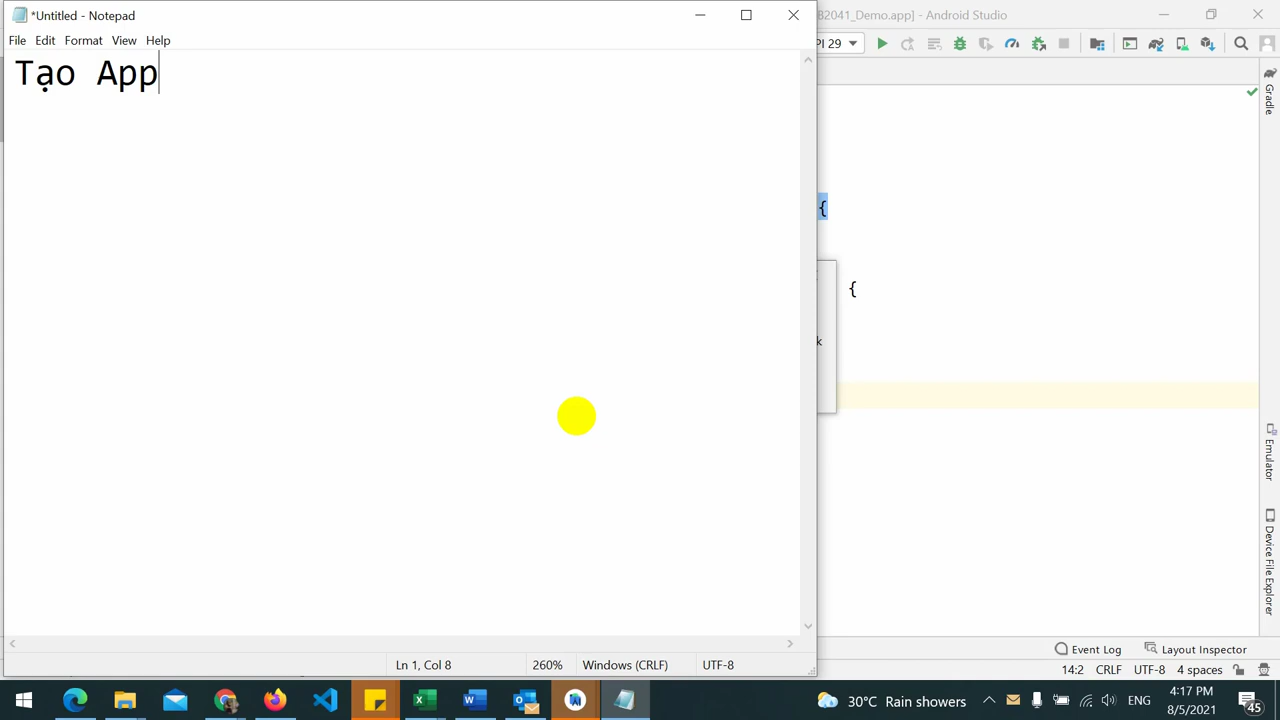 *Untitled - Notepad
B2041_Demo.app] - Android Studio
File Edit Format View Help
PI 29
Tạo App
{
{
k
Gradle
Emulator
Device File Explorer
Event Log
Layout Inspector
Ln 1, Col 8
260%
Windows (CRLF)
UTF-8
14:2 CRLF UTF-8 4 spaces
30°C Rain showers
ENG
4:17 PM
8/5/2021
45